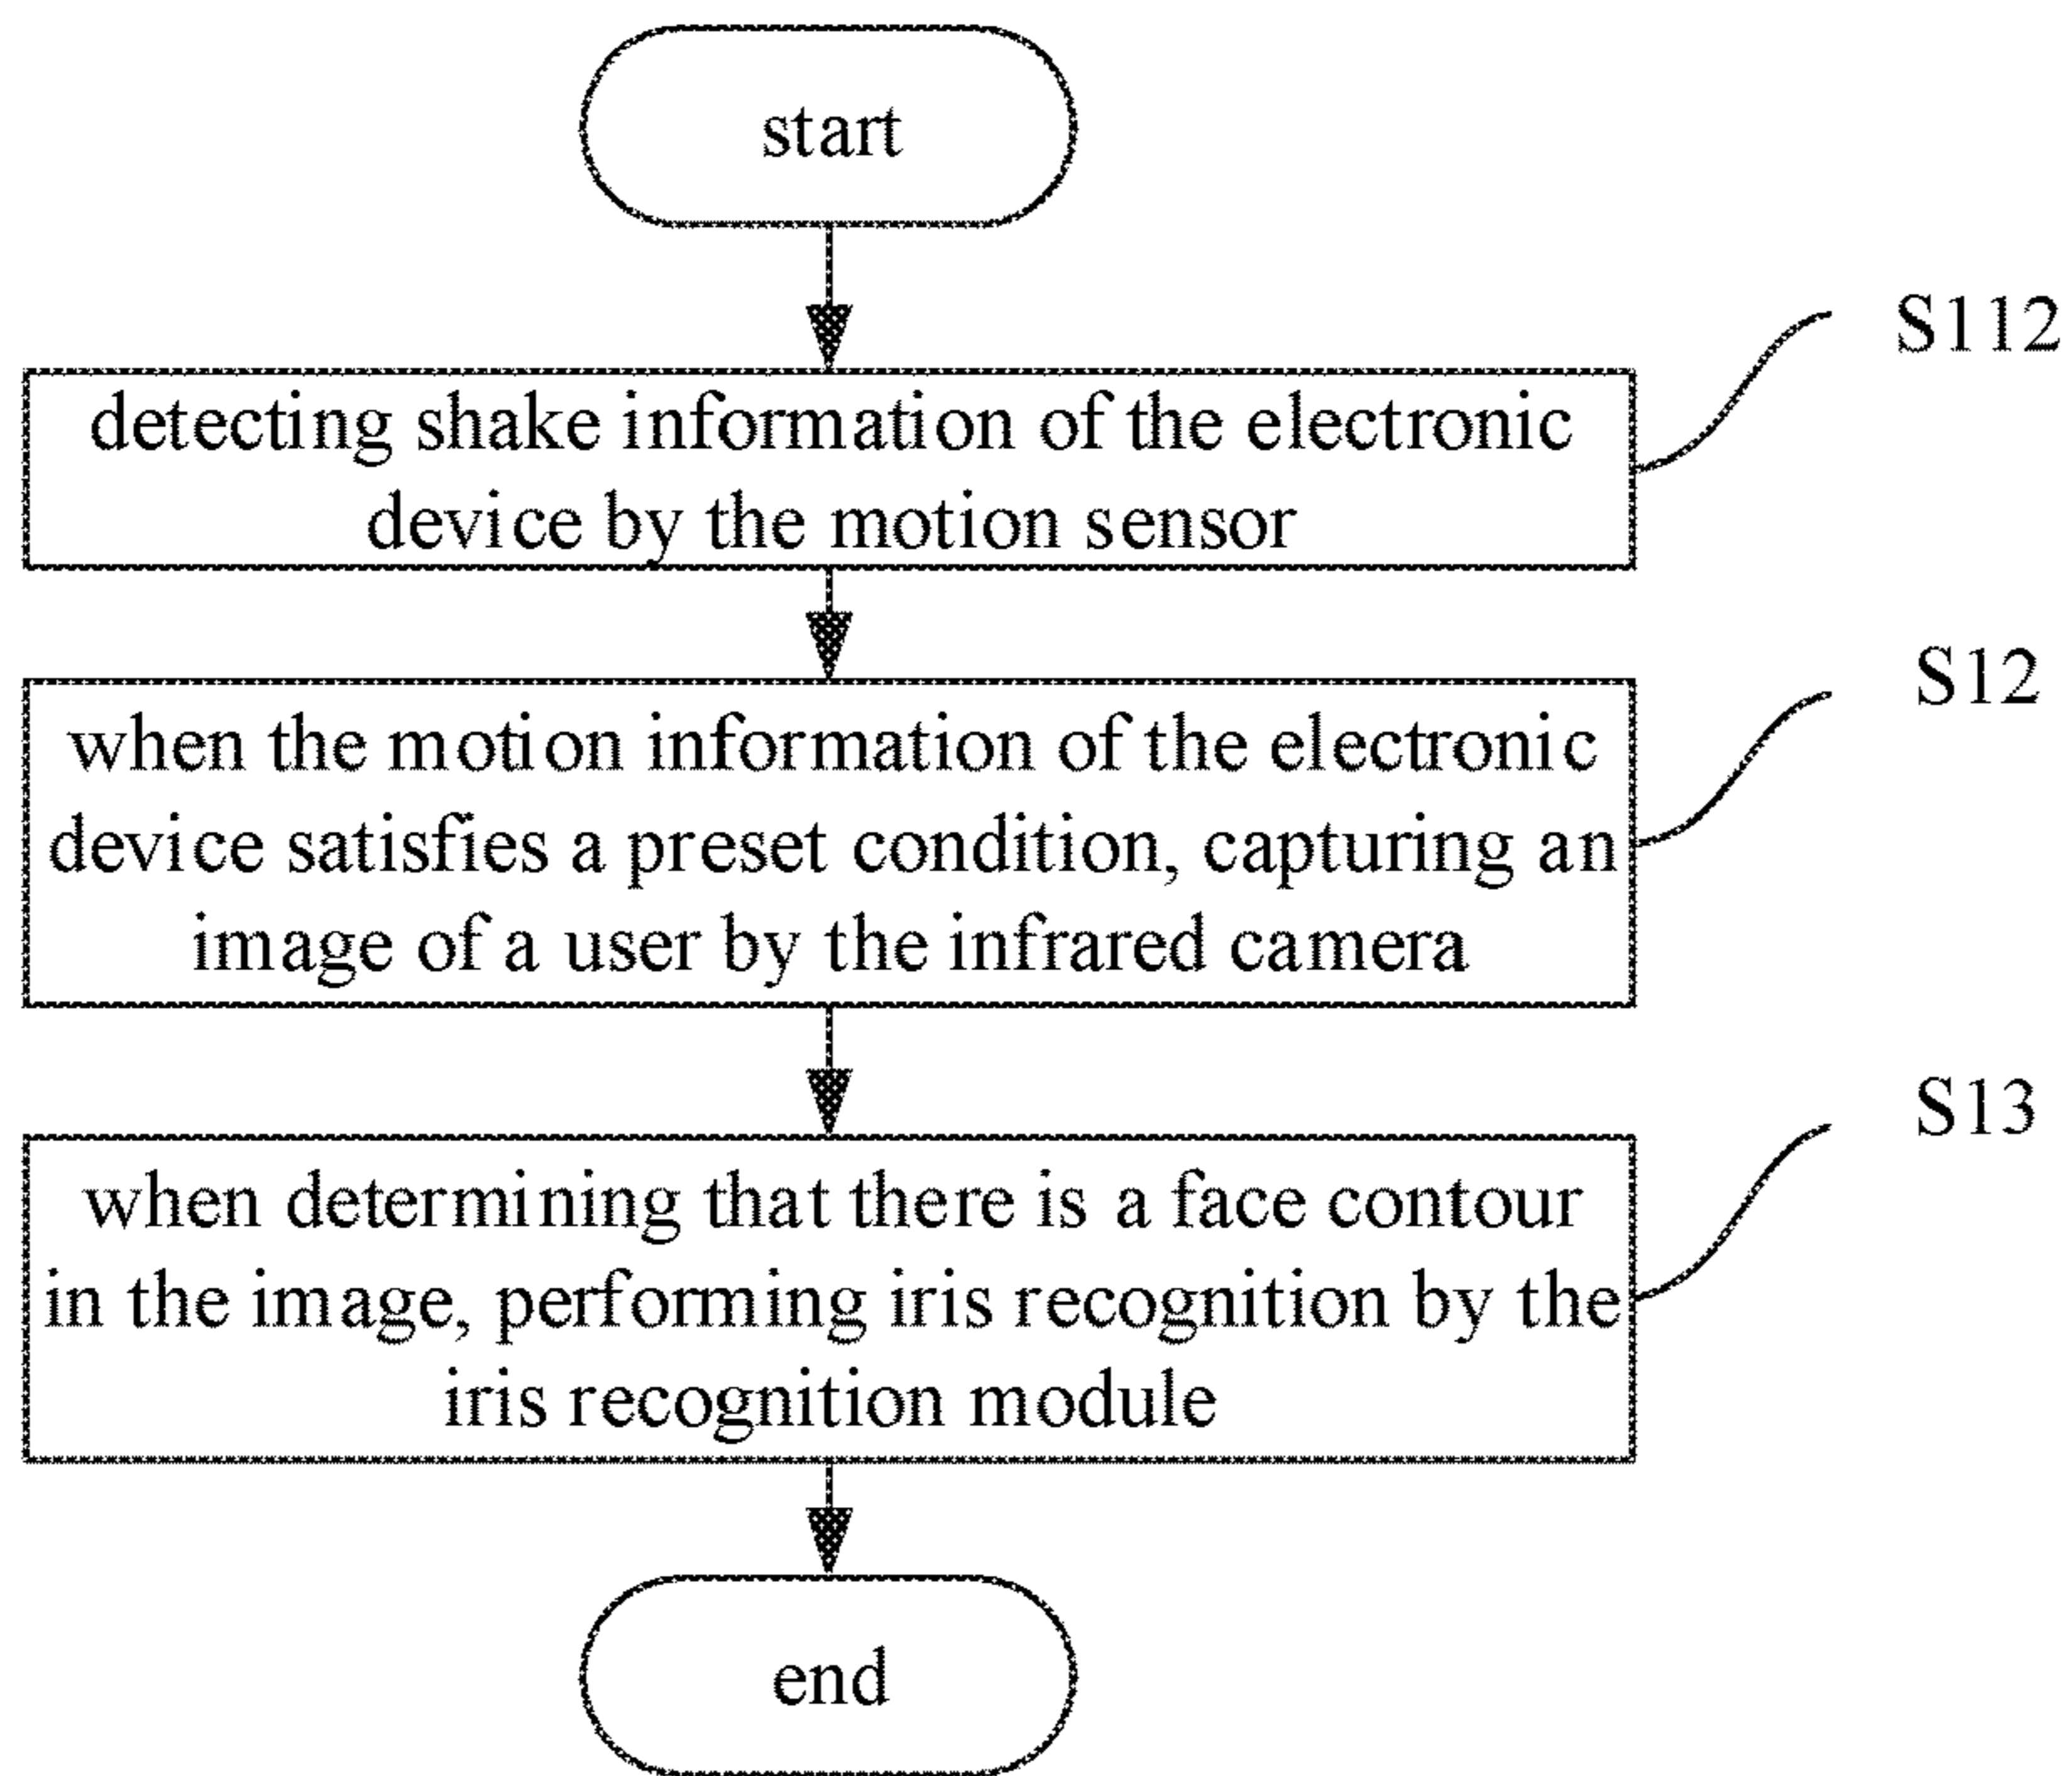 start
S112
detecting shake information of the electronic
device by the motion sensor
S12
when the motion information of the electronic
device satisfies a preset condition, capturing an
image of a user by the infrared camera
S13
when determining that there is a face contour
in the image, performing iris recognition by the
iris recognition module
end